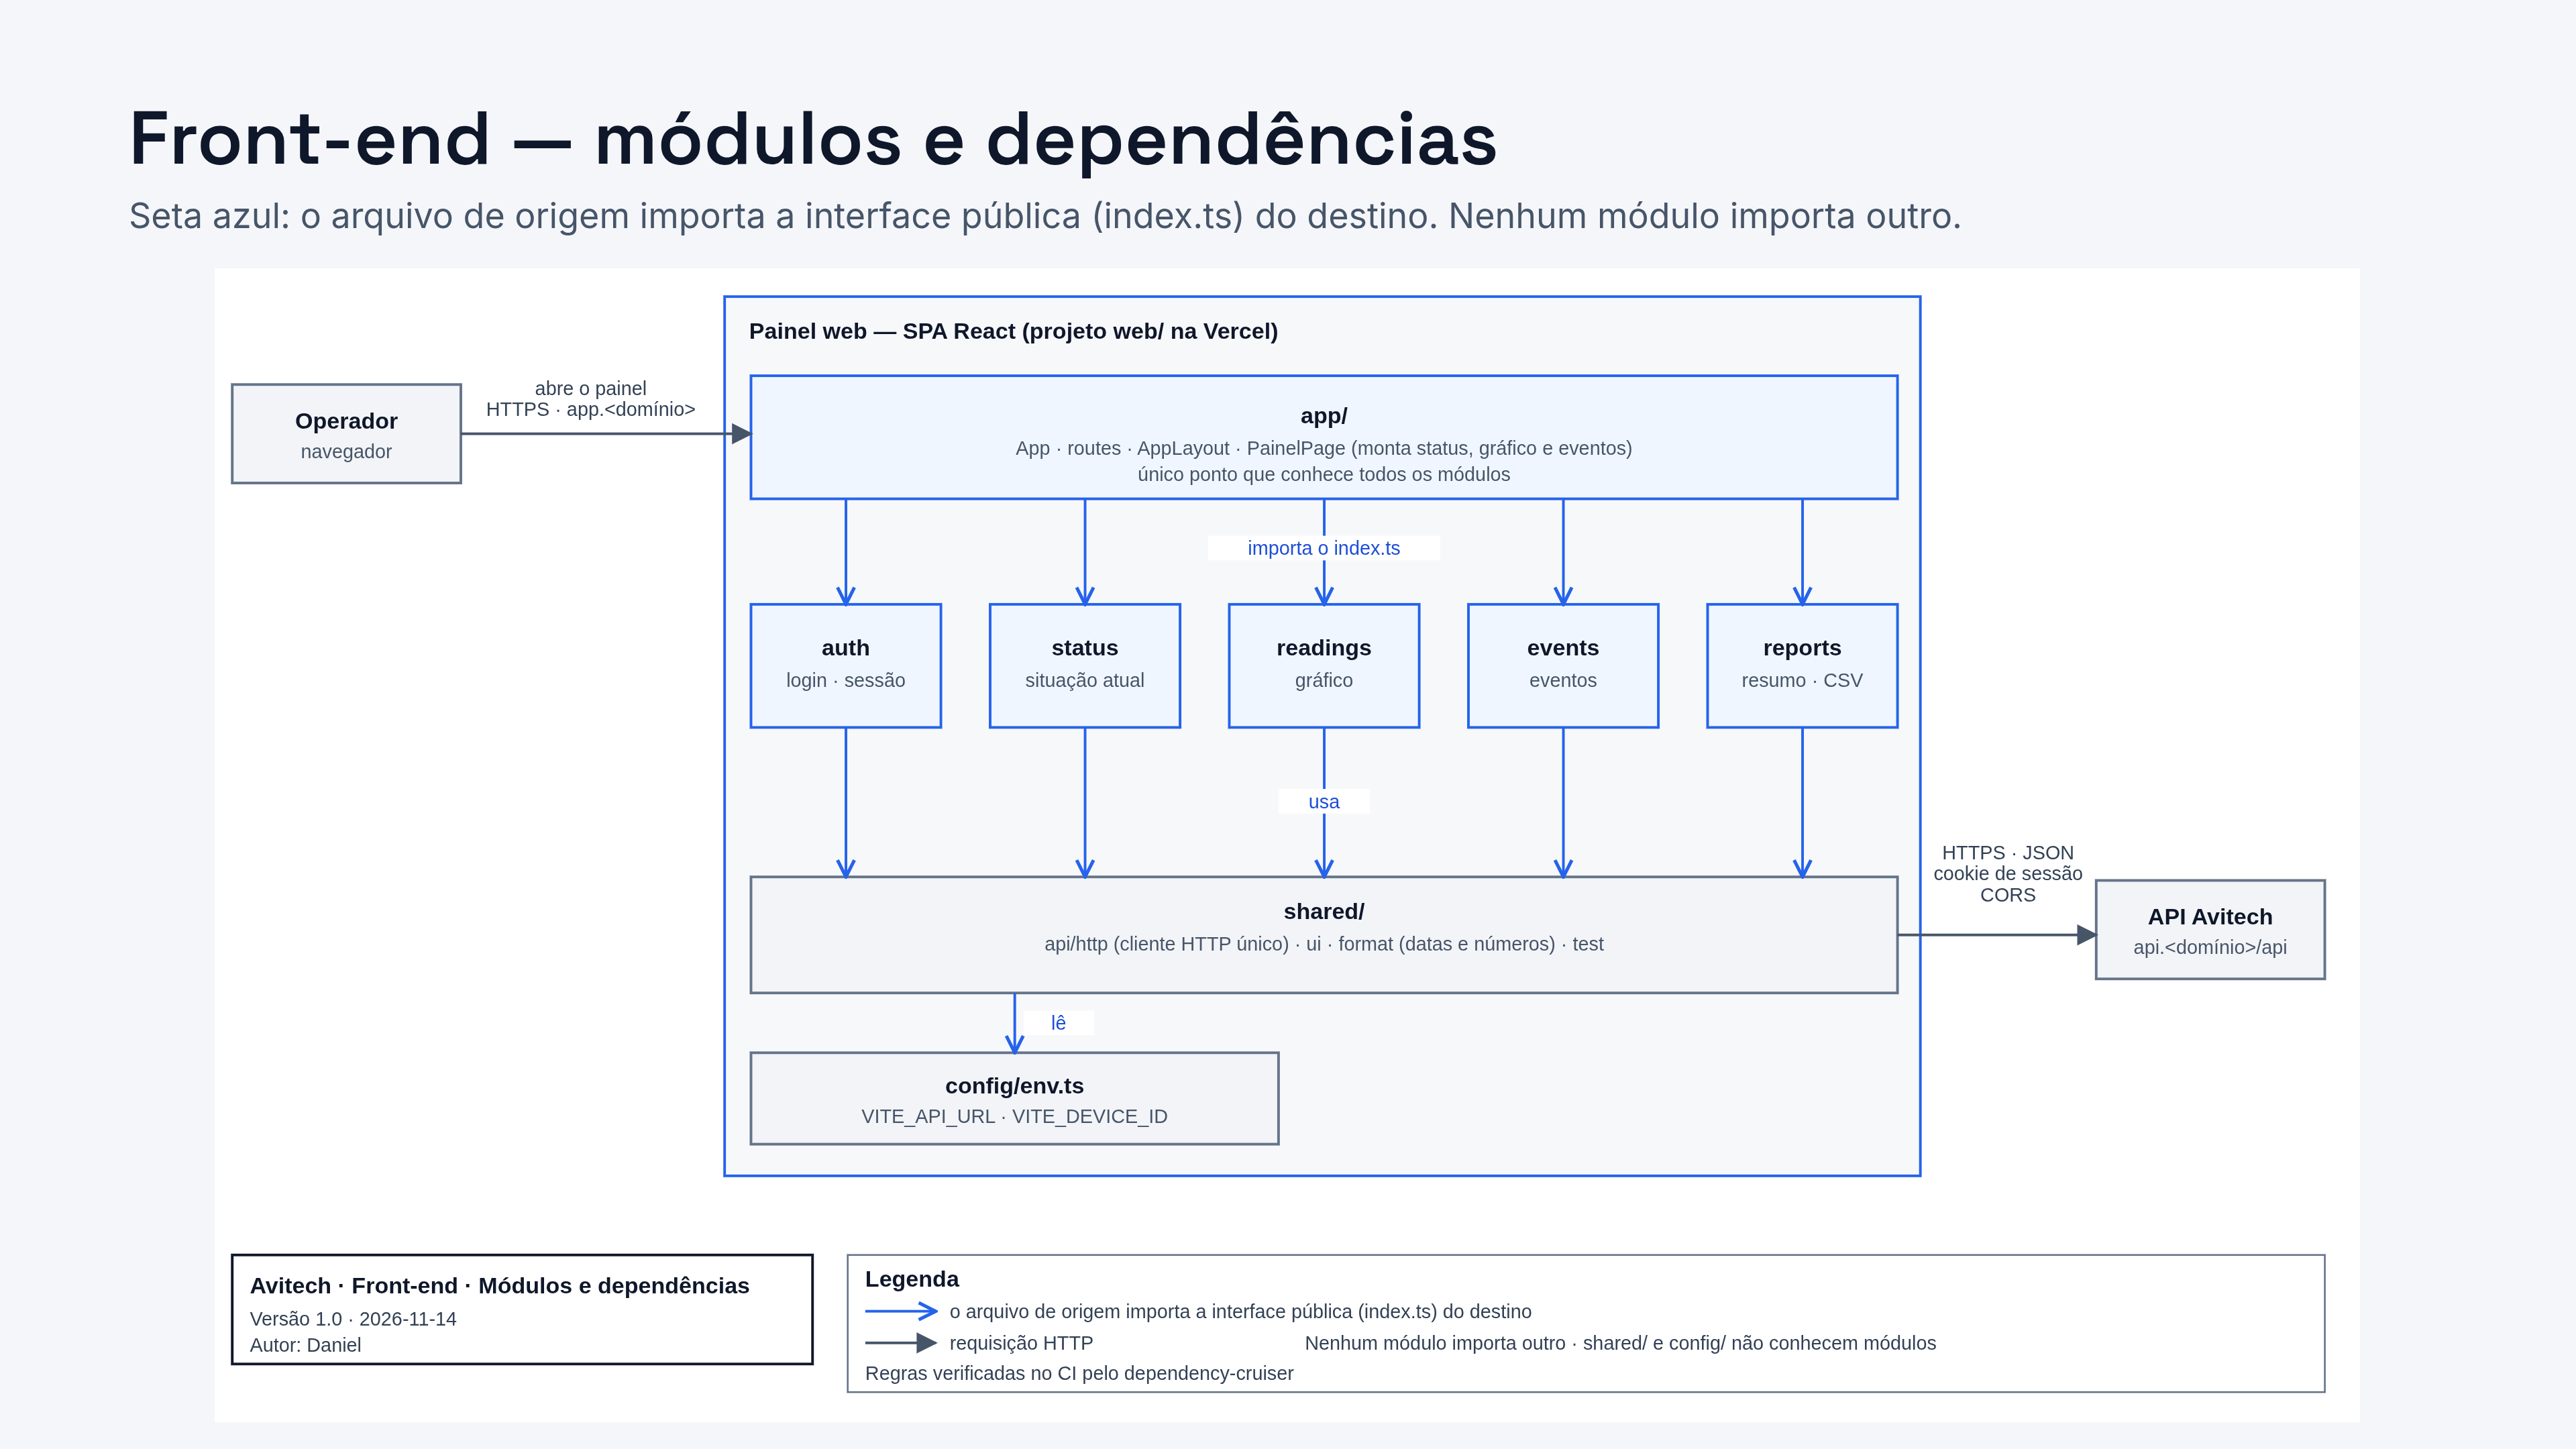 Front-end — módulos e dependências
Seta azul: o arquivo de origem importa a interface pública (index.ts) do destino. Nenhum módulo importa outro.
Painel web — SPA React (projeto web/ na Vercel)
Operador
navegador
abre o painel
HTTPS · app.<domínio>
app/
App · routes · AppLayout · PainelPage (monta status, gráfico e eventos)
único ponto que conhece todos os módulos
importa o index.ts
auth
login · sessão
status
situação atual
readings
gráfico
events
eventos
reports
resumo · CSV
usa
shared/
api/http (cliente HTTP único) · ui · format (datas e números) · test
HTTPS · JSON
cookie de sessão
CORS
API Avitech
api.<domínio>/api
lê
config/env.ts
VITE_API_URL · VITE_DEVICE_ID
Avitech · Front-end · Módulos e dependências
Versão 1.0 · 2026-11-14
Autor: Daniel
Legenda
o arquivo de origem importa a interface pública (index.ts) do destino
requisição HTTP
Nenhum módulo importa outro · shared/ e config/ não conhecem módulos
Regras verificadas no CI pelo dependency-cruiser